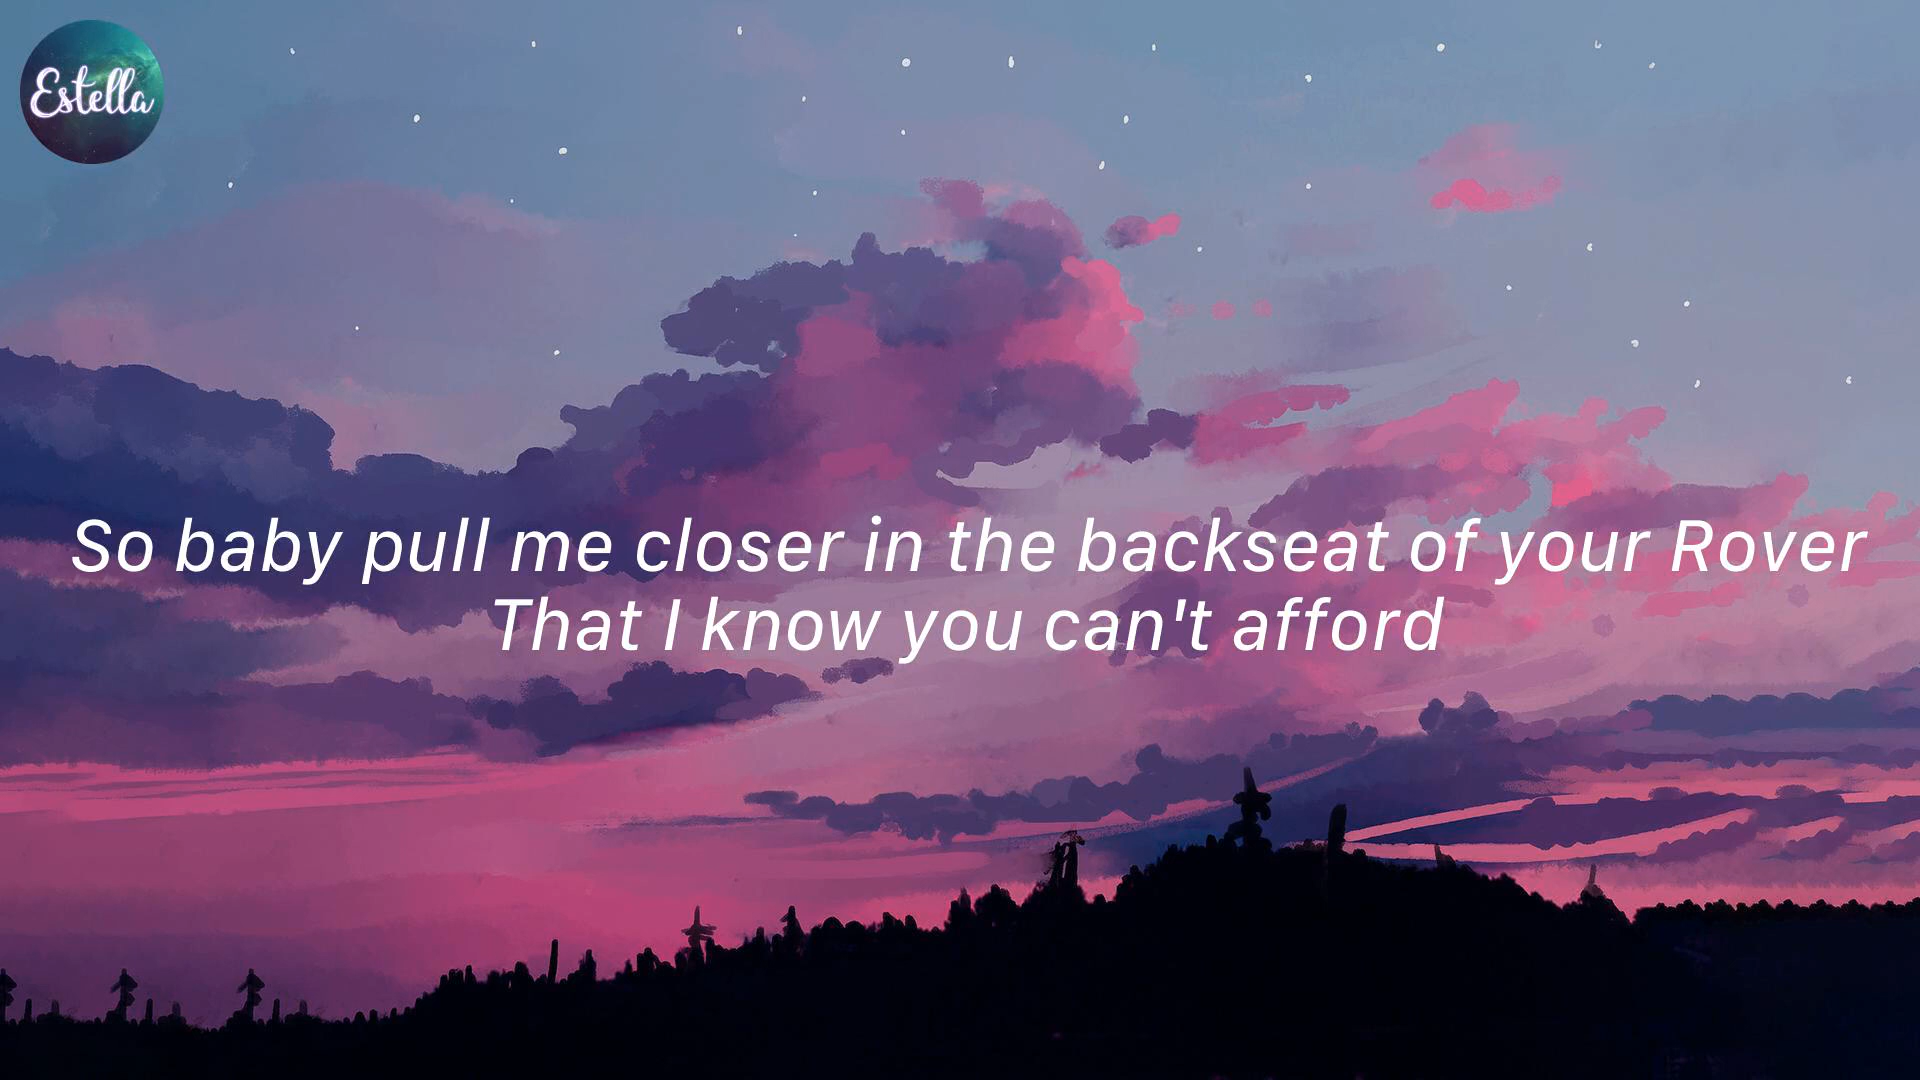 Estella
So baby pull me closer in the backseat of your Rover
That I know you can't afford